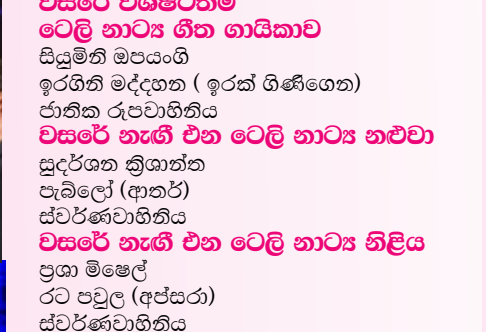 වසරේ විශිෂ්ටතම
ටෙලි නාට්‍ය ගීත ගායිකාව
සියුමිනි ඔපයංගි
ඉරගිනි මද්දහන ( ඉරක් ගිණිගෙන)
ජාතික රූපවාහිනිය
වසරේ නැඟී එන ටෙලි නාට්‍ය නළුවා
සුදර්ශන ක්‍රිශාන්ත
පැබ්ලෝ (ආතර්)
ස්වර්ණවාහිනිය
වසරේ නැඟී එන ටෙලි නාට්‍ය නිළිය
ප්‍රශා මිෂෙල්
රට පවුල (අප්සරා)
ස්වර්ණවාහිනිය